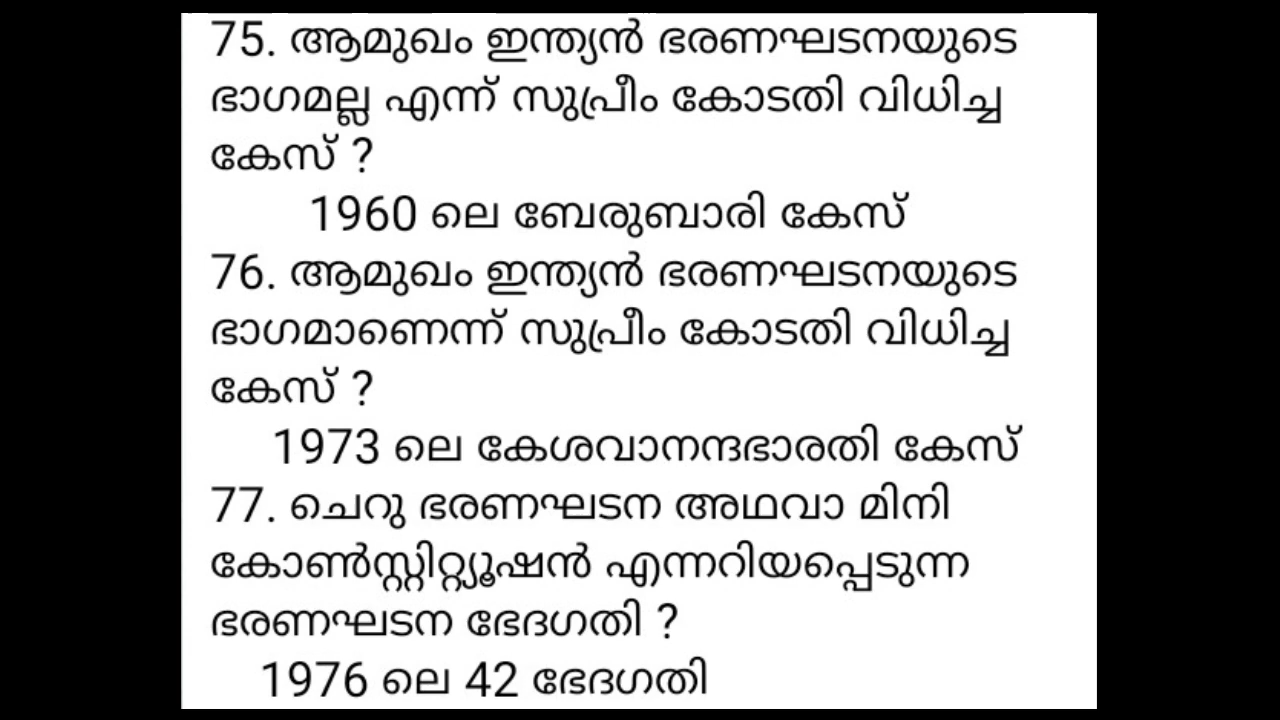 75. ആമുഖം ഇന്ത്യൻ ഭരണഘടനയുടെ
ഭാഗമല്ല എന്ന് സുപ്രീം കോടതി വിധിച്ച
കേസ് ?
1960 ലെ ബേരുബാരി കേസ്
76. ആമുഖം ഇന്ത്യൻ ഭരണഘടനയുടെ
ഭാഗമാണെന്ന് സുപ്രീം കോടതി വിധിച്ച
കേസ് ?
1973 ലെ കേശവാനന്ദഭാരതി കേസ്
77. ചെറു ഭരണഘടന അഥവാ മിനി
കോൺസ്റ്റിറ്റ്യൂഷൻ എന്നറിയപ്പെടുന്ന
ഭരണഘടന ഭേദഗതി ?
1976 ലെ 42 ഭേദഗതി